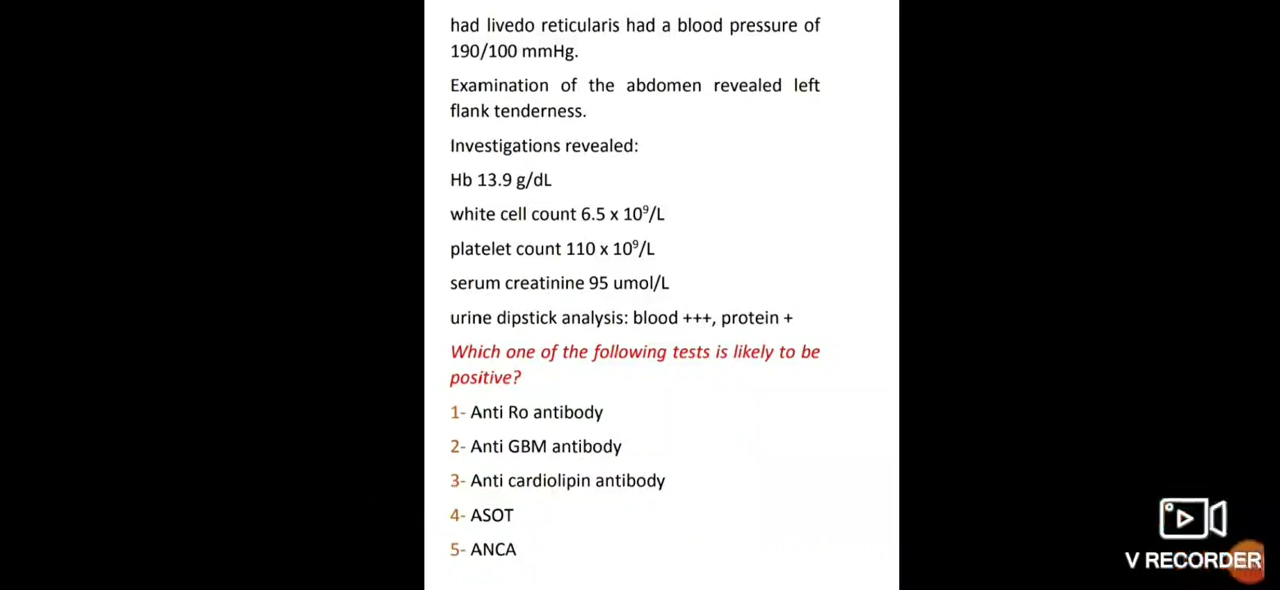 had livedo reticularis had a blood pressure of
190/100 mmHg.
Examination of the abdomen revealed left
flank tenderness.
Investigations revealed:
Hb 13.9 g/dL
white cell count 6.5 x 10⁹/L
platelet count 110 x 10⁹/L
serum creatinine 95 umol/L
urine dipstick analysis: blood +++, protein +
Which one of the following tests is likely to be
positive?
1- Anti Ro antibody
2- Anti GBM antibody
3- Anti cardiolipin antibody
4- ASOT
5- ANCA
V RECORDER